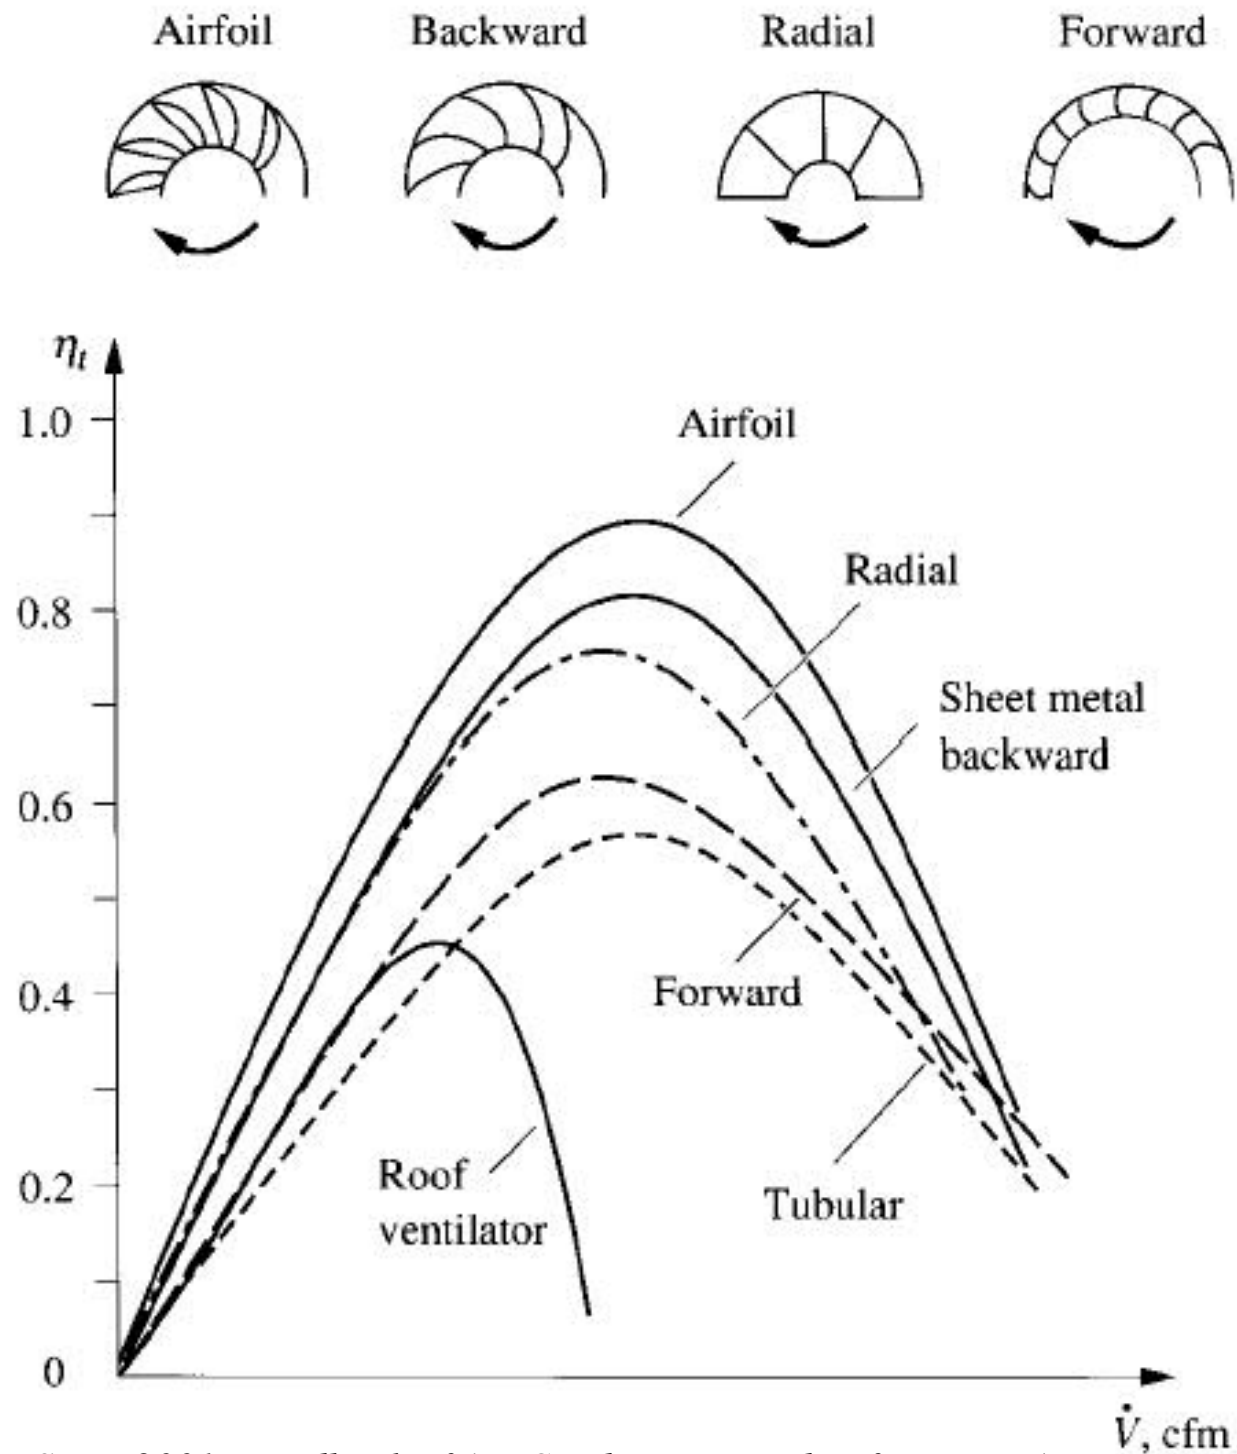 Airfoil Backward Radial Forward
ηt
1.0
0.8
0.6
0.4
0.2
0
Airfoil
Radial
Sheet metal
backward
Forward
Roof
ventilator
Tubular
V̇, cfm